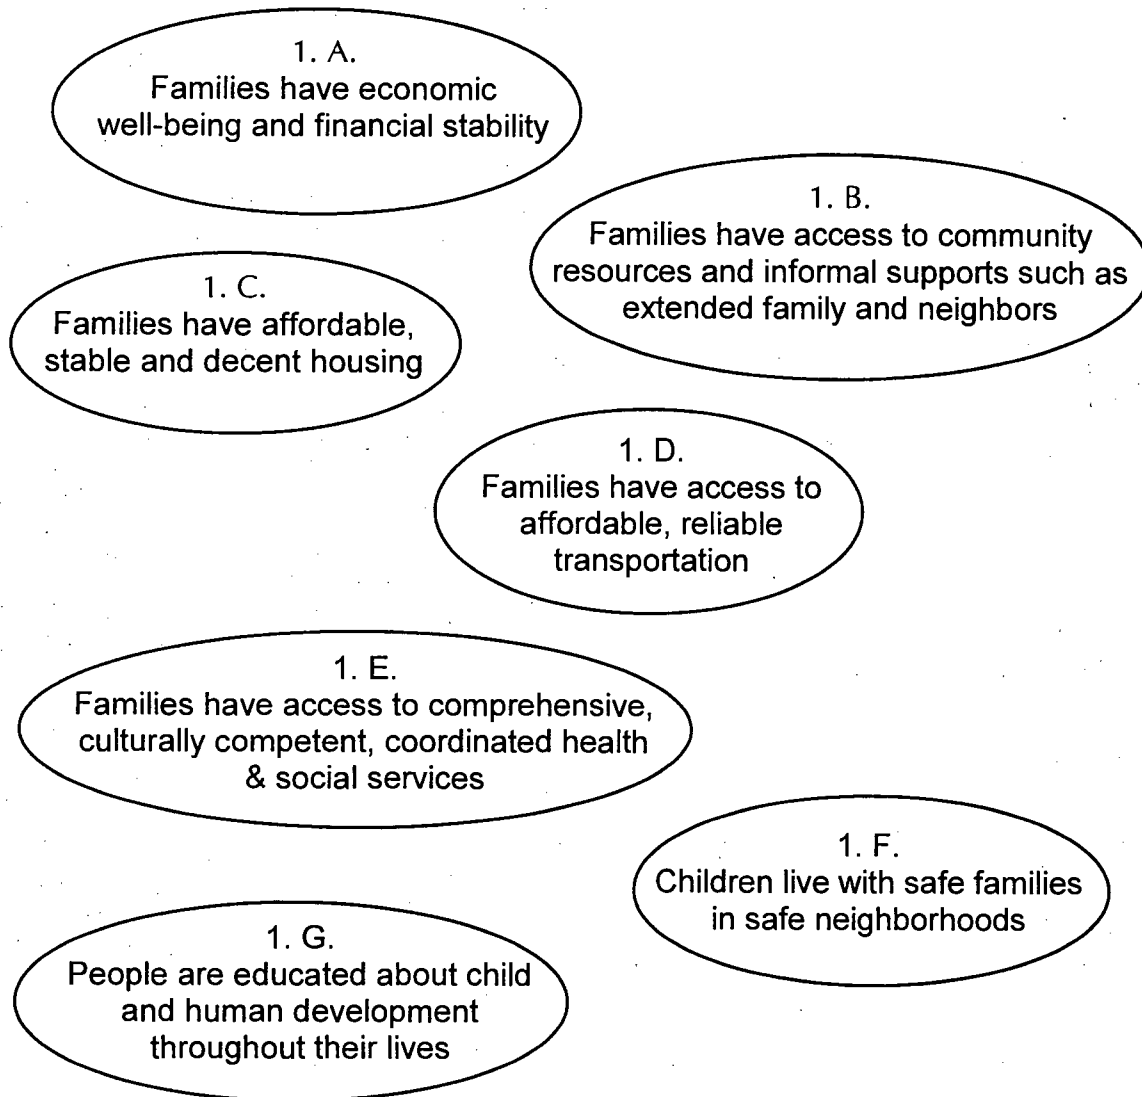 1. A.
Families have economic
well-being and financial stability
1. B.
Families have access to community
resources and informal supports such as
extended family and neighbors
1. C.
Families have affordable,
stable and decent housing
1. D.
Families have access to
affordable, reliable
transportation
1. E.
Families have access to comprehensive,
culturally competent, coordinated health
& social services
1. F.
Children live with safe families
in safe neighborhoods
1. G.
People are educated about child
and human development
throughout their lives